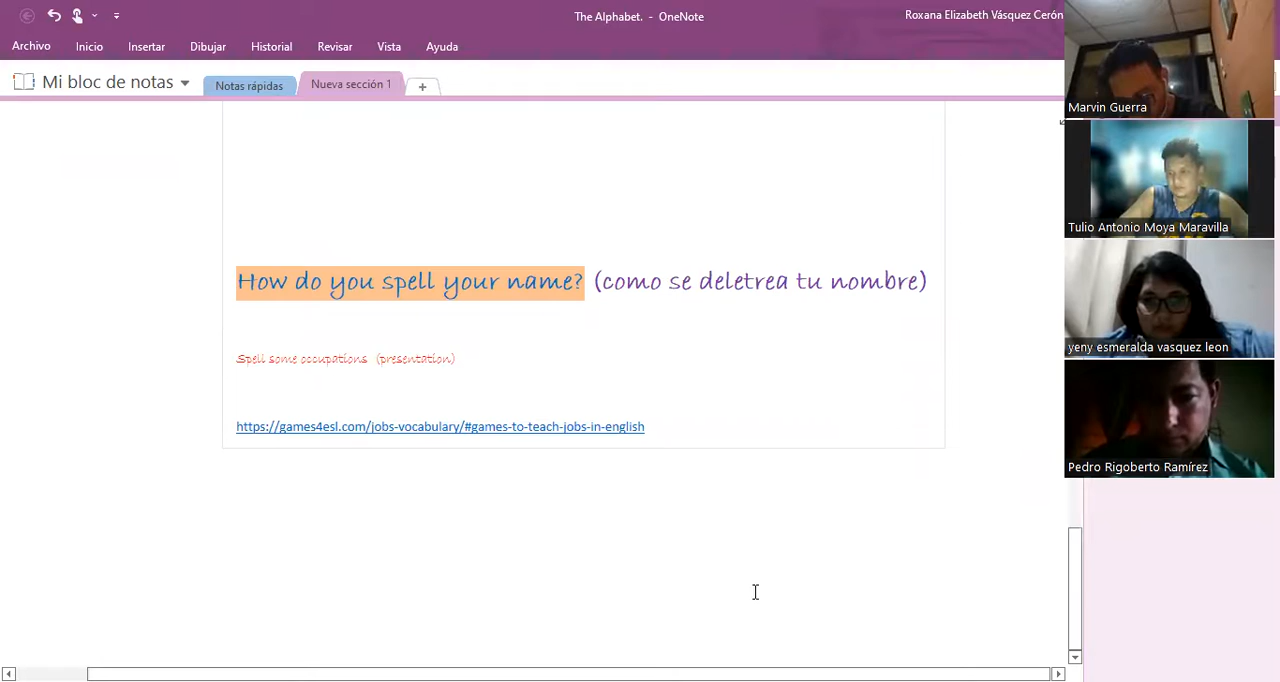 The Alphabet. - OneNote
Roxana Elizabeth Vásquez Cerón
Archivo Inicio Insertar Dibujar Historial Revisar Vista Ayuda
Mi bloc de notas Notas rápidas Nueva sección 1 +
Marvin Guerra
Tulio Antonio Moya Maravilla
How do you spell your name? (como se deletrea tu nombre)
yeny esmeralda vasquez leon
Spell some occupations (presentation)
https://games4esl.com/jobs-vocabulary/#games-to-teach-jobs-in-english
Pedro Rigoberto Ramírez